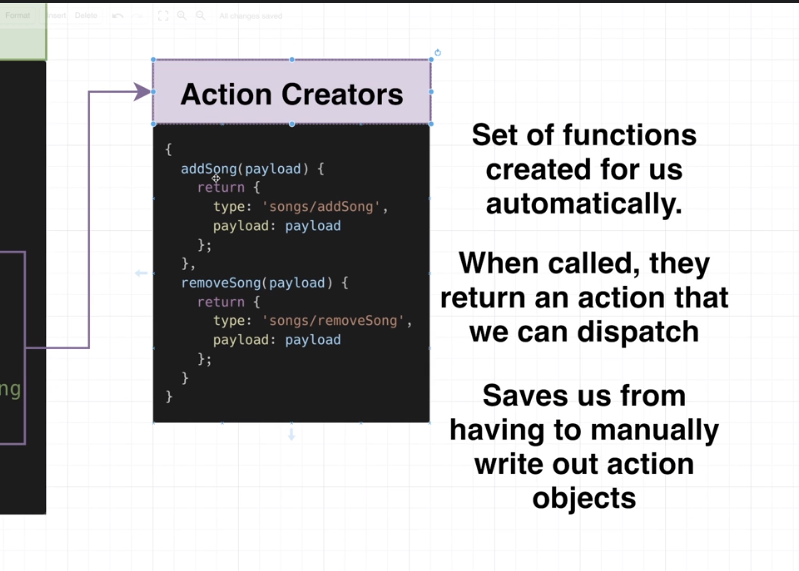 Format Insert Delete All changes saved
Action Creators
{
addSong(payload) {
return {
type: 'songs/addSong',
payload: payload
};
},
removeSong(payload) {
return {
type: 'songs/removeSong',
payload: payload
};
}
}
ng
Set of functions
created for us
automatically.
When called, they
return an action that
we can dispatch
Saves us from
having to manually
write out action
objects